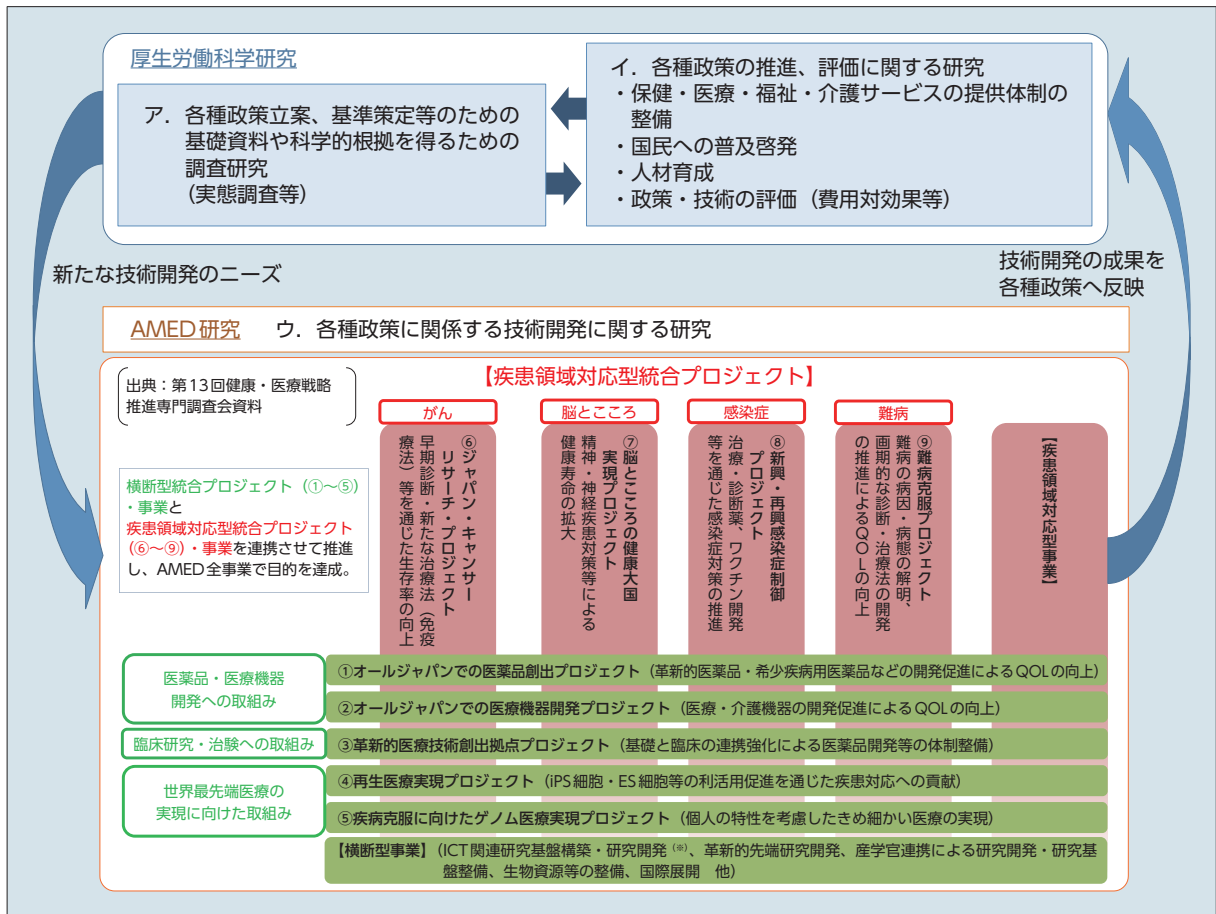 厚生労働科学研究
ア．各種政策立案、基準策定等のための
基礎資料や科学的根拠を得るための
調査研究
（実態調査等）
イ．各種政策の推進、評価に関する研究
・保健・医療・福祉・介護サービスの提供体制の
整備
・国民への普及啓発
・人材育成
・政策・技術の評価（費用対効果等）
新たな技術開発のニーズ
技術開発の成果を
各種政策へ反映
AMED研究　ウ．各種政策に関係する技術開発に関する研究
出典：第13回健康・医療戦略
推進専門調査会資料
【疾患領域対応型統合プロジェクト】
横断型統合プロジェクト（①～⑤）
・事業と
疾患領域対応型統合プロジェクト
（⑥～⑨）・事業を連携させて推進
し、AMED全事業で目的を達成。
がん
⑥ジャパン・キャンサー
リサーチ・プロジェクト
早期診断・新たな治療法（免疫
療法）等を通じた生存率の向上
脳とこころ
⑦脳とこころの健康大国
実現プロジェクト
精神・神経疾患対策等による
健康寿命の拡大
感染症
⑧新興・再興感染症制御
プロジェクト
治療・診断薬、ワクチン開発
等を通じた感染症対策の推進
難病
⑨難病克服プロジェクト
難病の病因・病態の解明、
画期的な診断・治療法の開発
の推進によるQOLの向上
【疾患領域対応型事業】
医薬品・医療機器
開発への取組み
①オールジャパンでの医薬品創出プロジェクト（革新的医薬品・希少疾病用医薬品などの開発促進によるQOLの向上）
②オールジャパンでの医療機器開発プロジェクト（医療・介護機器の開発促進によるQOLの向上）
臨床研究・治験への取組み
③革新的医療技術創出拠点プロジェクト（基礎と臨床の連携強化による医薬品開発等の体制整備）
世界最先端医療の
実現に向けた取組み
④再生医療実現プロジェクト（iPS細胞・ES細胞等の利活用促進を通じた疾患対応への貢献）
⑤疾病克服に向けたゲノム医療実現プロジェクト（個人の特性を考慮したきめ細かい医療の実現）
【横断型事業】（ICT関連研究基盤構築・研究開発（※）、革新的先端研究開発、産学官連携による研究開発・研究基
盤整備、生物資源等の整備、国際展開　他）